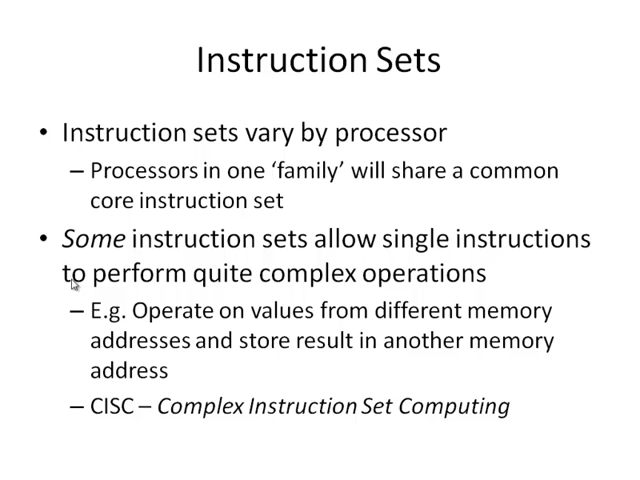 Instruction Sets
• Instruction sets vary by processor
– Processors in one ‘family’ will share a common
core instruction set
• Some instruction sets allow single instructions
to perform quite complex operations
– E.g. Operate on values from different memory
addresses and store result in another memory
address
– CISC – Complex Instruction Set Computing